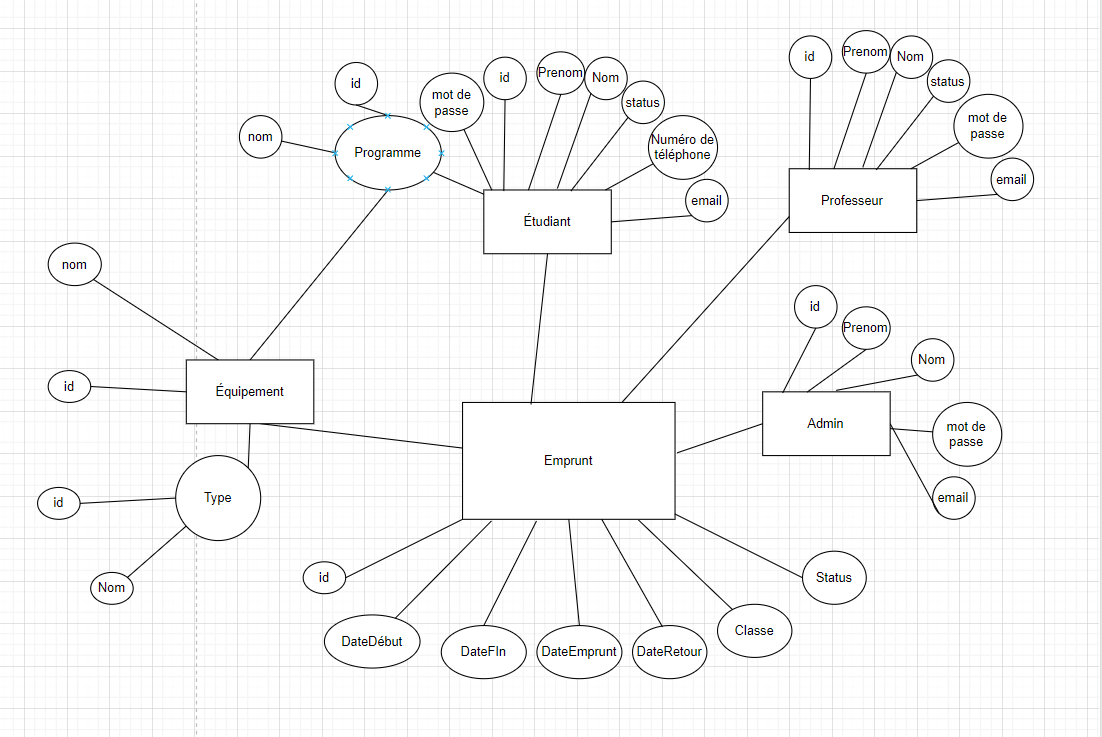 id
Prenom
Nom
status
mot de
passe
email
Professeur
id
nom
Programme
mot de
passe
id
Prenom
Nom
status
Numéro de
téléphone
email
Étudiant
nom
id
Équipement
Type
id
Nom
id
Prenom
Nom
mot de
passe
email
Admin
Emprunt
id
DateDébut
DateFIn
DateEmprunt
DateRetour
Classe
Status